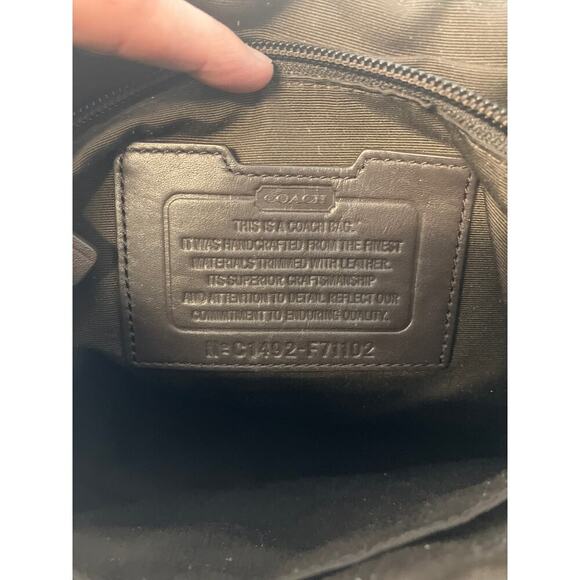 COACH
THIS IS A COACH BAG.
IT WAS HANDCRAFTED FROM THE FINEST
MATERIALS TRIMMED WITH LEATHER.
ITS SUPERIOR CRAFTSMANSHIP
AND ATTENTION TO DETAIL REFLECT OUR
COMMITMENT TO ENDURING QUALITY.
Nº C1492-F71102